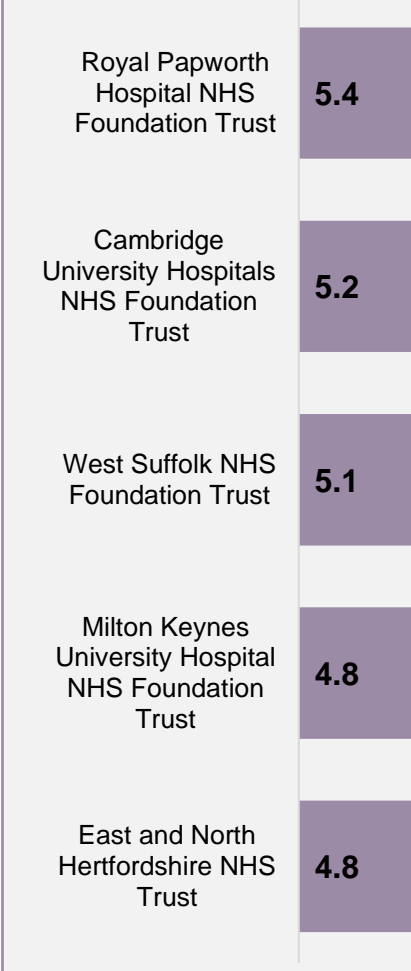 Royal Papworth
Hospital NHS
Foundation Trust
5.4
Cambridge
University Hospitals
NHS Foundation
Trust
5.2
West Suffolk NHS
Foundation Trust
5.1
Milton Keynes
University Hospital
NHS Foundation
Trust
4.8
East and North
Hertfordshire NHS
Trust
4.8